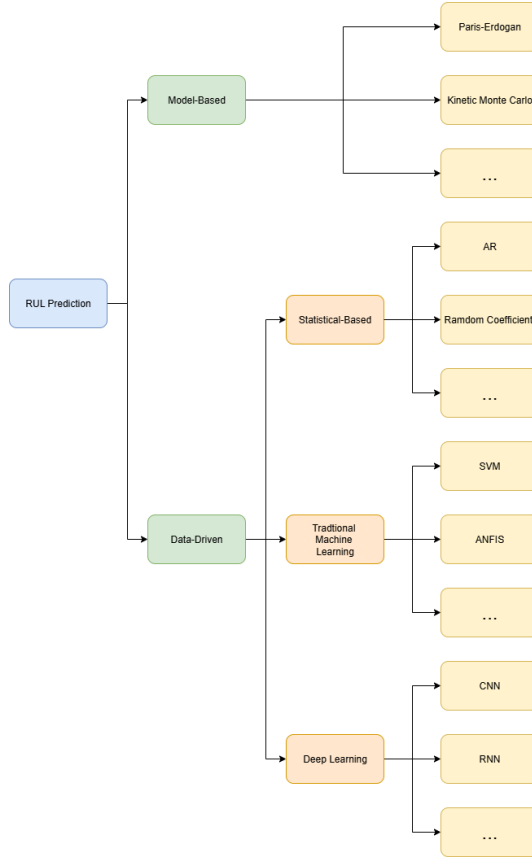 Paris-Erdogan
Model-Based
Kinetic Monte Carlo
...
AR
RUL Prediction
Statistical-Based
Ramdom Coefficient
...
SVM
Data-Driven
Tradtional
Machine
Learning
ANFIS
...
CNN
Deep Learning
RNN
...